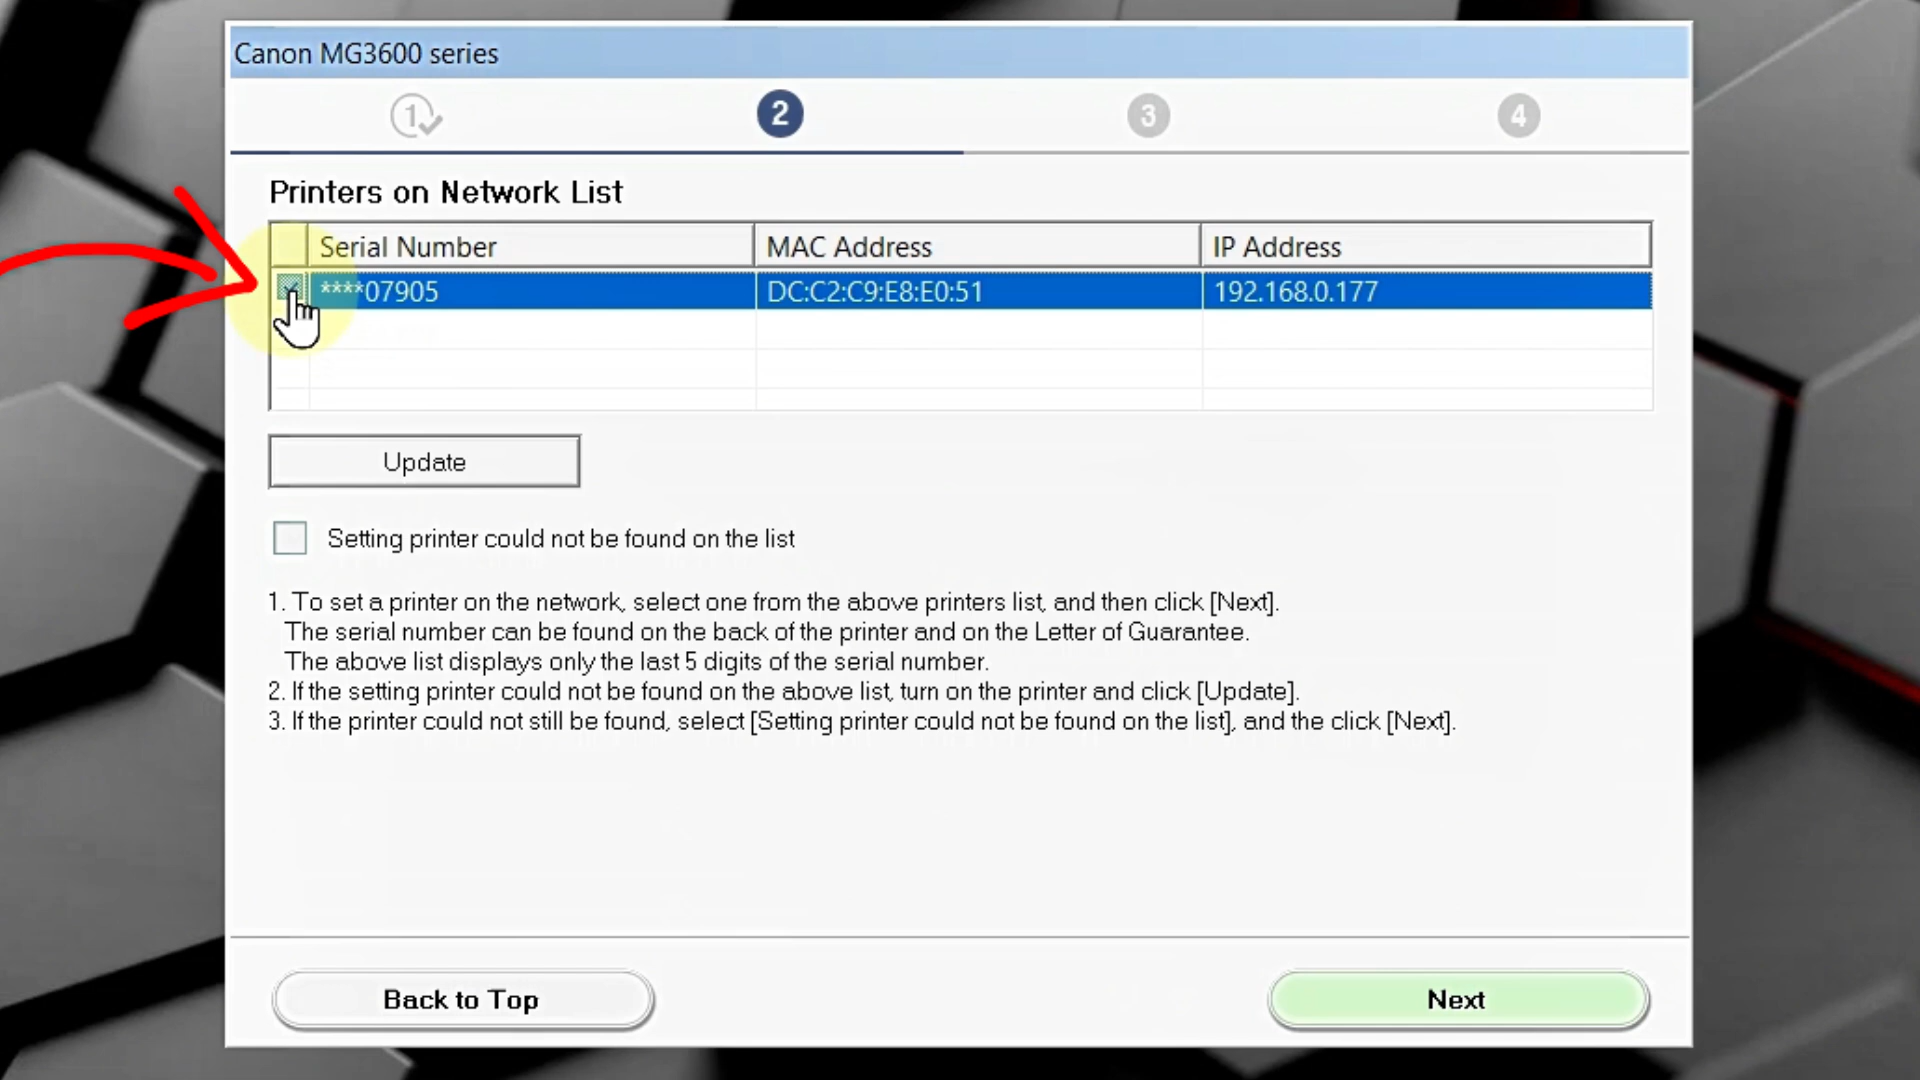 Canon MG3600 series
1 2 3 4
Printers on Network List
Serial Number MAC Address IP Address
****07905 DC:C2:C9:E8:E0:51 192.168.0.177
Update
Setting printer could not be found on the list
1. To set a printer on the network, select one from the above printers list, and then click [Next].
The serial number can be found on the back of the printer and on the Letter of Guarantee.
The above list displays only the last 5 digits of the serial number.
2. If the setting printer could not be found on the above list, turn on the printer and click [Update].
3. If the printer could not still be found, select [Setting printer could not be found on the list], and the click [Next].
Back to Top Next